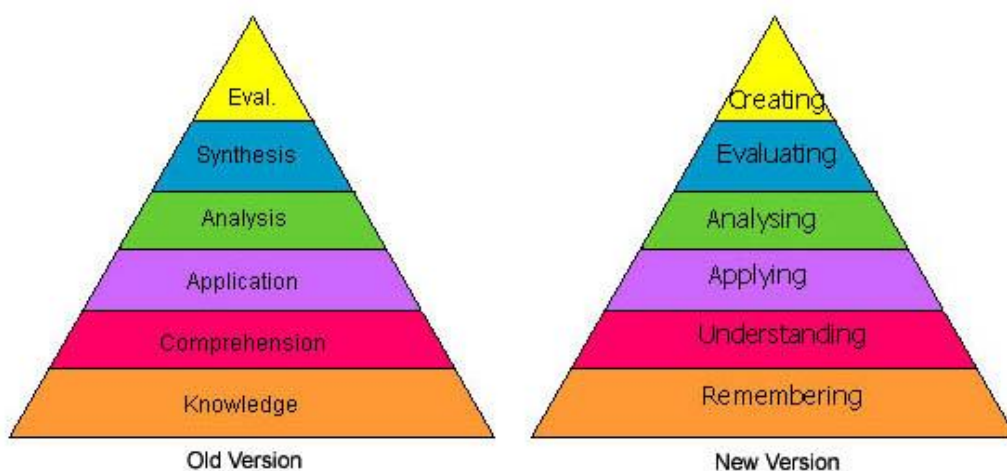 Eval.
Synthesis
Analysis
Application
Comprehension
Knowledge
Old Version
Creating
Evaluating
Analysing
Applying
Understanding
Remembering
New Version